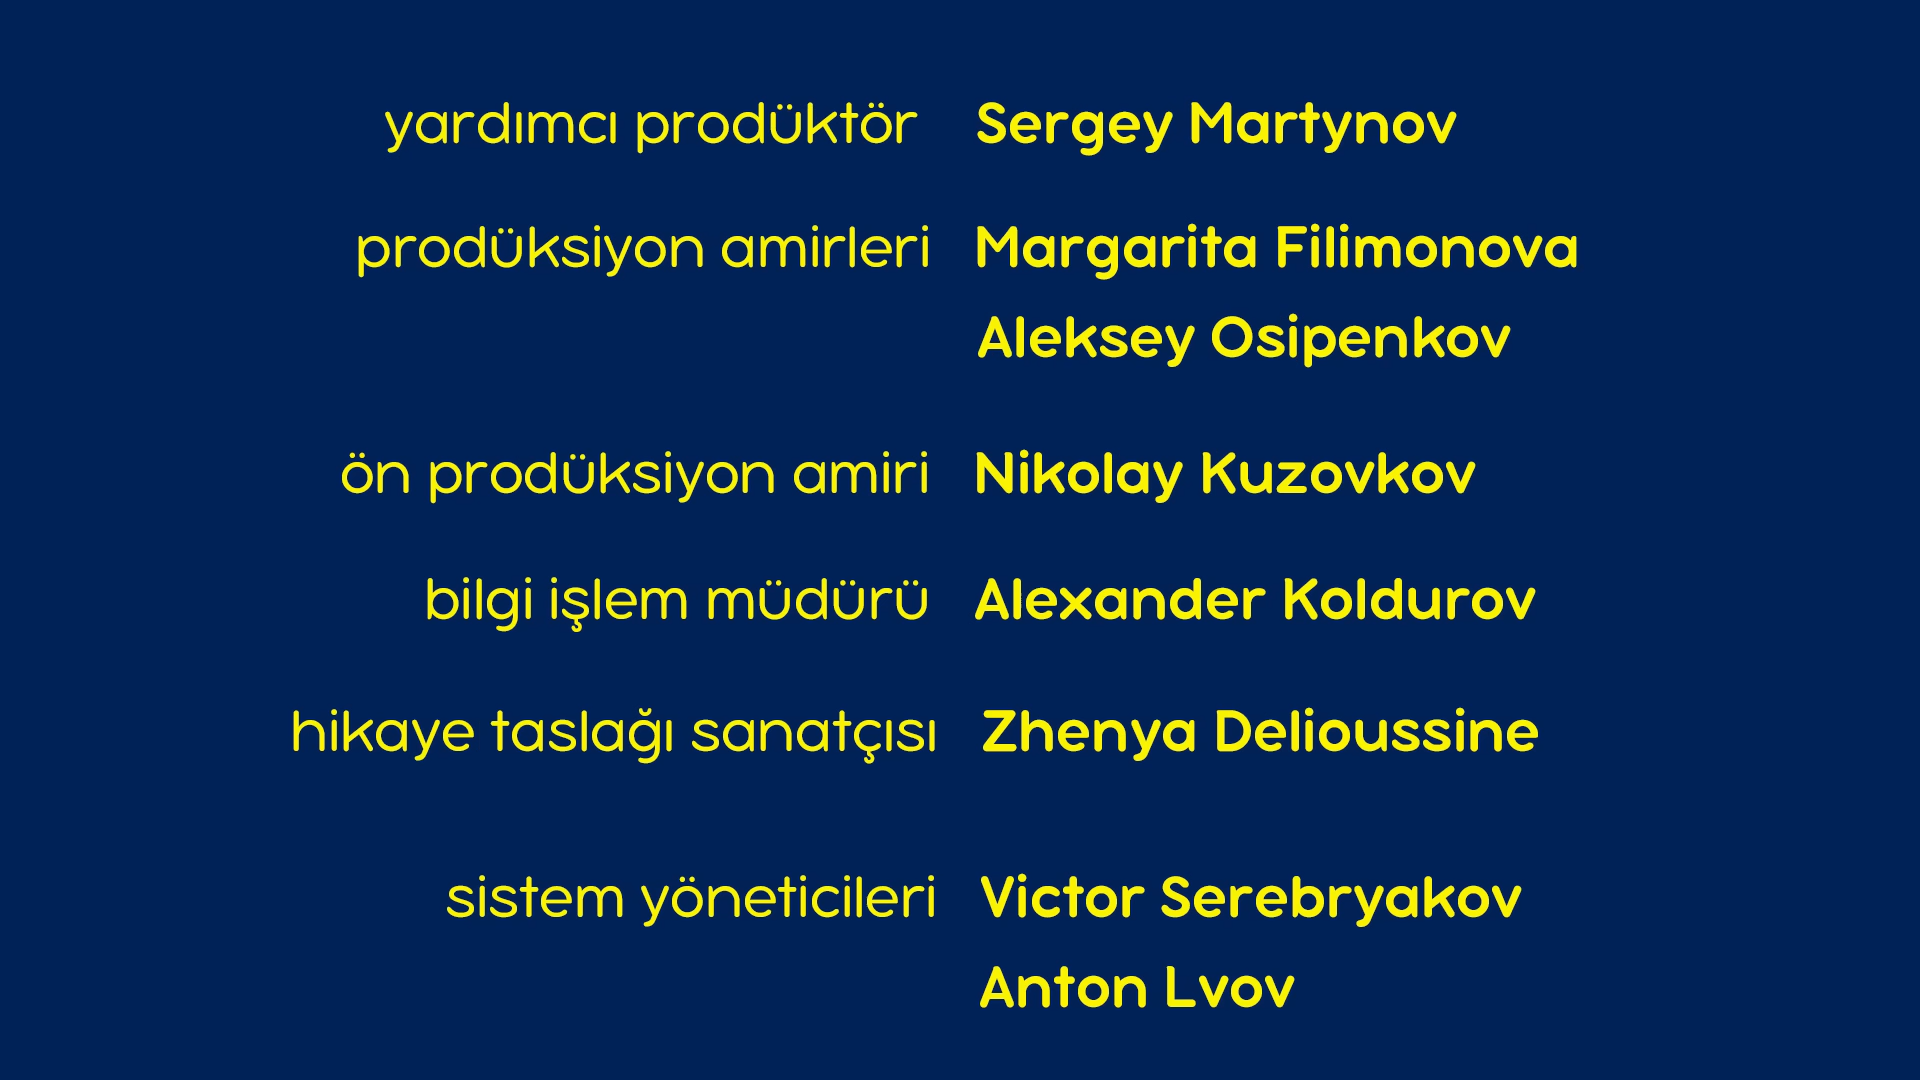 yardımcı prodüktör Sergey Martynov
prodüksiyon amirleri Margarita Filimonova
Aleksey Osipenkov
ön prodüksiyon amiri Nikolay Kuzovkov
bilgi işlem müdürü Alexander Koldurov
hikaye taslağı sanatçısı Zhenya Delioussine
sistem yöneticileri Victor Serebryakov
Anton Lvov